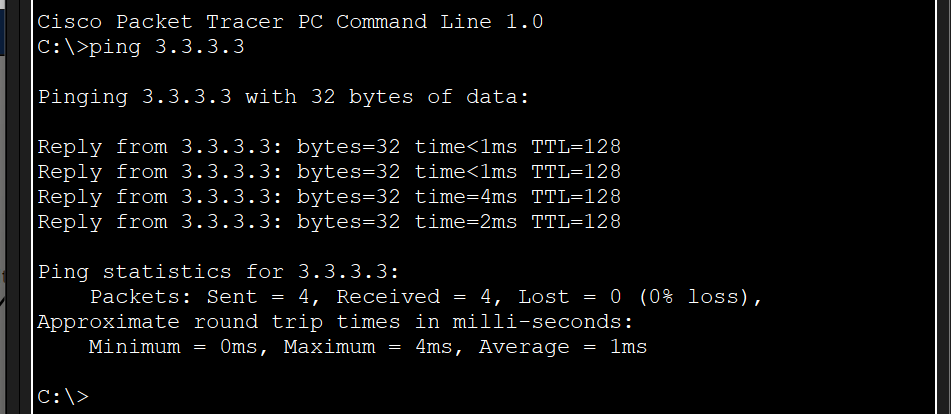 Cisco Packet Tracer PC Command Line 1.0
C:\>ping 3.3.3.3
Pinging 3.3.3.3 with 32 bytes of data:
Reply from 3.3.3.3: bytes=32 time<1ms TTL=128
Reply from 3.3.3.3: bytes=32 time<1ms TTL=128
Reply from 3.3.3.3: bytes=32 time=4ms TTL=128
Reply from 3.3.3.3: bytes=32 time=2ms TTL=128
Ping statistics for 3.3.3.3:
    Packets: Sent = 4, Received = 4, Lost = 0 (0% loss),
Approximate round trip times in milli-seconds:
    Minimum = 0ms, Maximum = 4ms, Average = 1ms
C:\>